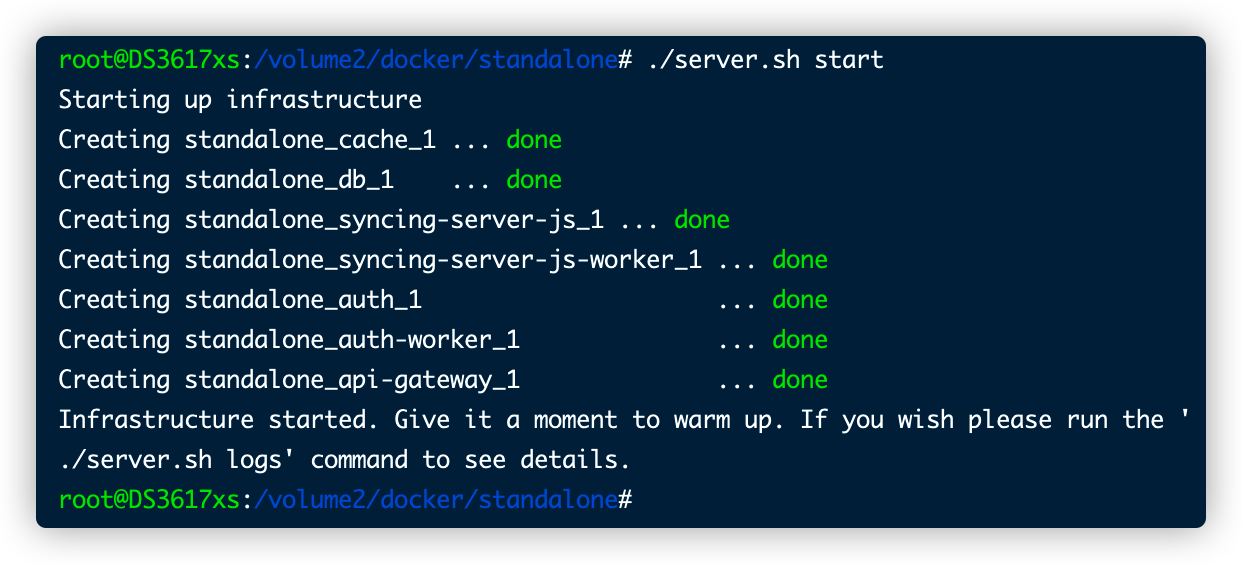 root@DS3617xs:/volume2/docker/standalone# ./server.sh start
Starting up infrastructure
Creating standalone_cache_1 ... done
Creating standalone_db_1    ... done
Creating standalone_syncing-server-js_1 ... done
Creating standalone_syncing-server-js-worker_1 ... done
Creating standalone_auth_1                     ... done
Creating standalone_auth-worker_1              ... done
Creating standalone_api-gateway_1              ... done
Infrastructure started. Give it a moment to warm up. If you wish please run the '
./server.sh logs' command to see details.
root@DS3617xs:/volume2/docker/standalone#